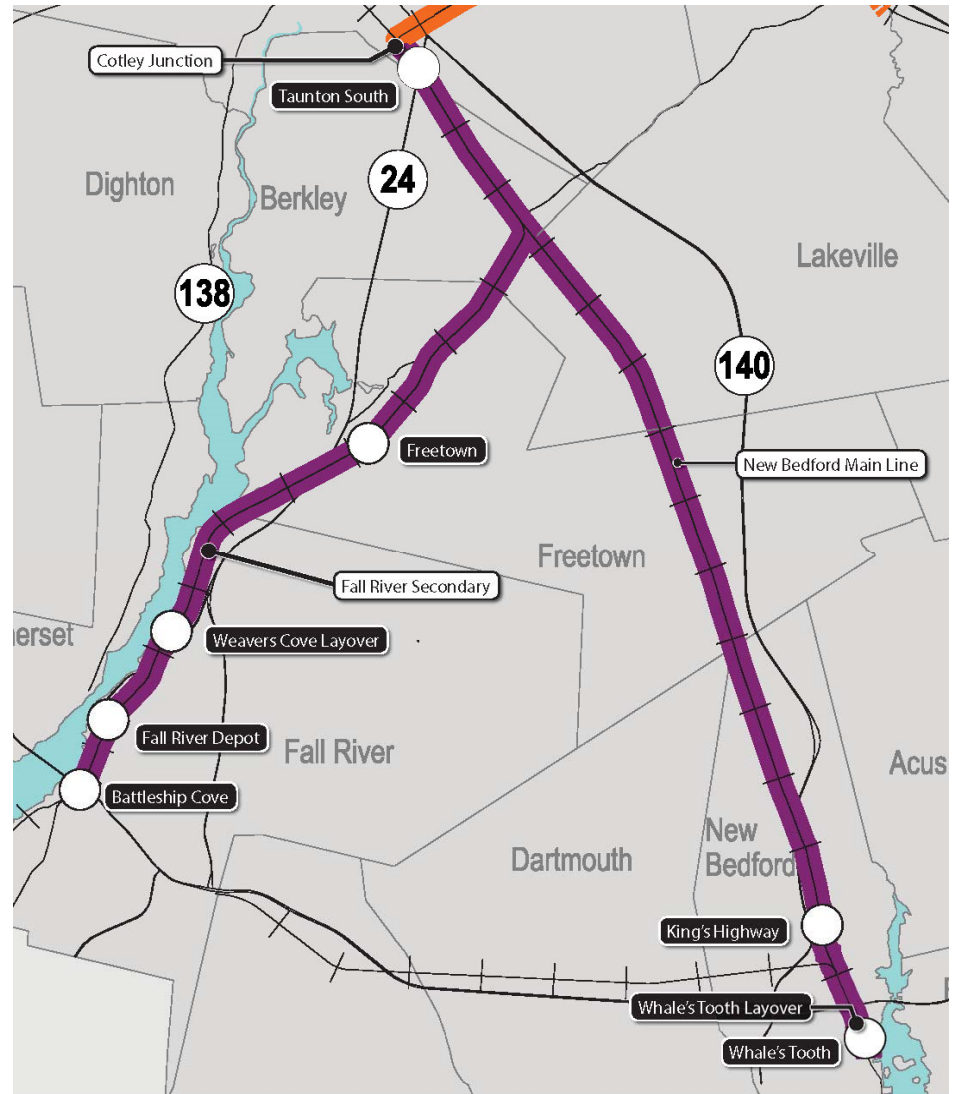 Cotley Junction
Taunton South
24
Dighton
Berkley
Lakeville
138
140
Freetown
New Bedford Main Line
Freetown
Fall River Secondary
erset
Weavers Cove Layover
Fall River Depot
Fall River
Acus
Battleship Cove
New
Bedford
Dartmouth
King's Highway
Whale's Tooth Layover
Whale's Tooth